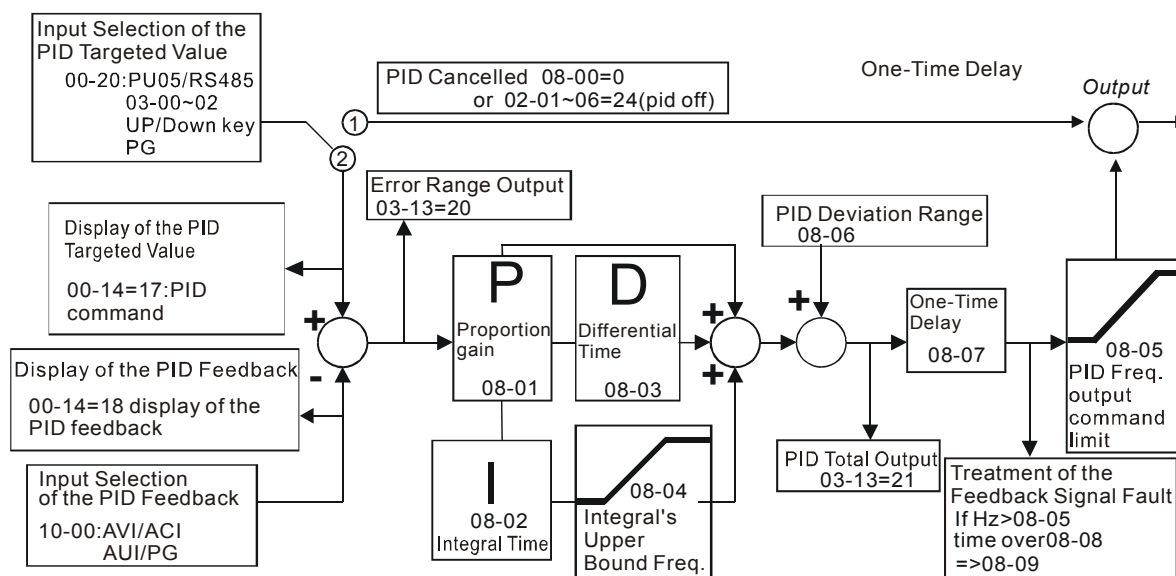 Input Selection of the
PID Targeted Value
00-20:PU05/RS485
03-00~02
UP/Down key
PG
1
2
PID Cancelled 08-00=0
or 02-01~06=24(pid off)
One-Time Delay
Output
Error Range Output
03-13=20
Display of the PID
Targeted Value
00-14=17:PID
command
PID Deviation Range
08-06
+
-
P
Proportion
gain
08-01
D
Differential
Time
08-03
+
+
+
One-Time
Delay
08-07
08-05
PID Freq.
output
command
limit
Display of the PID Feedback
00-14=18 display of the
PID feedback
Input Selection
of the PID Feedback
10-00:AVI/ACI
AUI/PG
I
08-02
Integral Time
08-04
Integral's
Upper
Bound Freq.
PID Total Output
03-13=21
Treatment of the
Feedback Signal Fault
If Hz>08-05
time over08-08
=>08-09